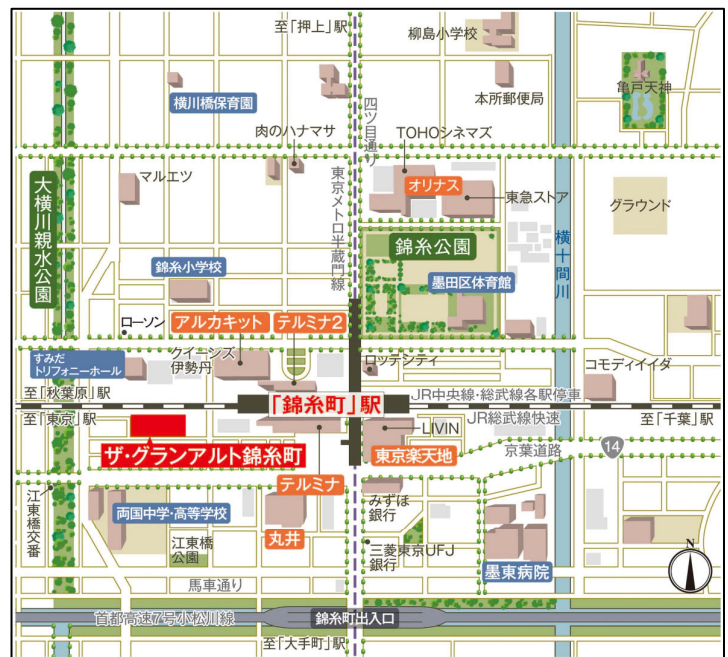 至「押上」駅
柳島小学校
横川橋保育園
本所郵便局
亀戸天神
四ツ目通り
肉のハナマサ
TOHOシネマズ
マルエツ
オリナス
東急ストア
大横川親水公園
東京メトロ半蔵門線
グラウンド
錦糸公園
横十間川
錦糸小学校
墨田区体育館
ローソン
アルカキット
テルミナ2
すみだ
トリフォニーホール
クイーンズ
伊勢丹
ロッテシティ
コモディイイダ
至「秋葉原」駅
「錦糸町」駅
JR中央線・総武線各駅停車
至「東京」駅
LIVIN
JR総武線快速
至「千葉」駅
ザ・グランアルト錦糸町
東京楽天地
京葉道路
14
テルミナ
江東橋交番
両国中学・高等学校
みずほ
銀行
丸井
江東橋
公園
三菱東京UFJ
銀行
墨東病院
N
馬車通り
首都高速7号小松川線
錦糸町出入口
至「大手町」駅